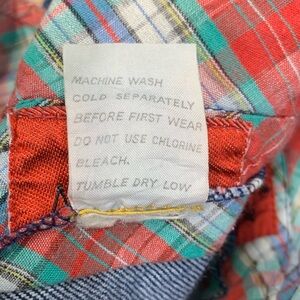 MACHINE WASH
COLD SEPARATELY
BEFORE FIRST WEAR
DO NOT USE CHLORINE
BLEACH.
TUMBLE DRY LOW